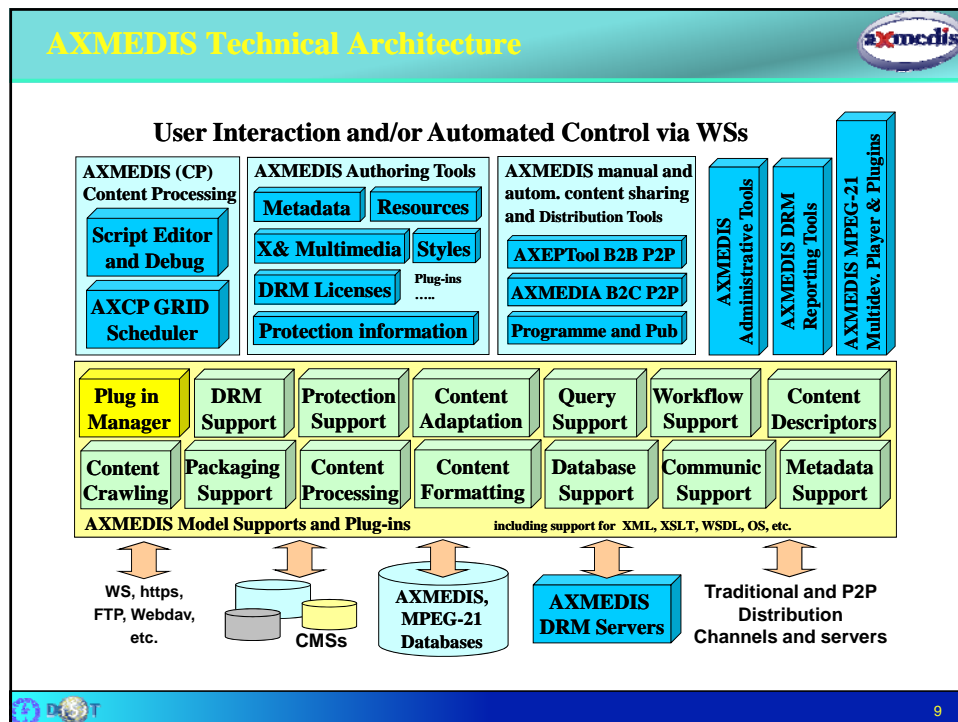 AXMEDIS Technical Architecture
axmedis
User Interaction and/or Automated Control via WSs
AXMEDIS (CP)
Content Processing
Script Editor
and Debug
AXCP GRID
Scheduler
AXMEDIS Authoring Tools
Metadata
Resources
X& Multimedia
Styles
DRM Licenses
Plug-ins
…..
Protection information
AXMEDIS manual and
autom. content sharing
and Distribution Tools
AXEPTool B2B P2P
AXMEDIA B2C P2P
Programme and Pub
AXMEDIS
Administrative Tools
AXMEDIS DRM
Reporting Tools
AXMEDIS MPEG-21
Multidev. Player & Plugins
Plug in
Manager
DRM
Support
Protection
Support
Content
Adaptation
Query
Support
Workflow
Support
Content
Descriptors
Content
Crawling
Packaging
Support
Content
Processing
Content
Formatting
Database
Support
Communic
Support
Metadata
Support
AXMEDIS Model Supports and Plug-ins
including support for XML, XSLT, WSDL, OS, etc.
WS, https,
FTP, Webdav,
etc.
CMSs
AXMEDIS,
MPEG-21
Databases
AXMEDIS
DRM Servers
Traditional and P2P
Distribution
Channels and servers
9